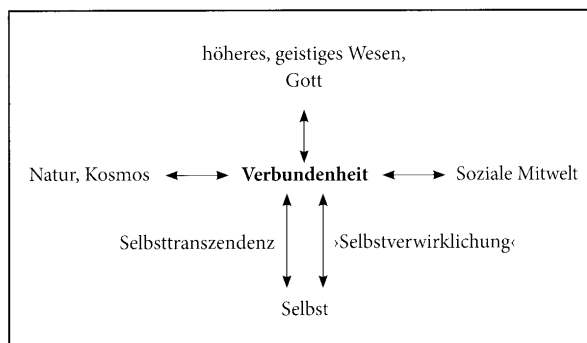 höheres, geistiges Wesen,
Gott
Natur, Kosmos Verbundenheit Soziale Mitwelt
Selbsttranszendenz ›Selbstverwirklichung‹
Selbst